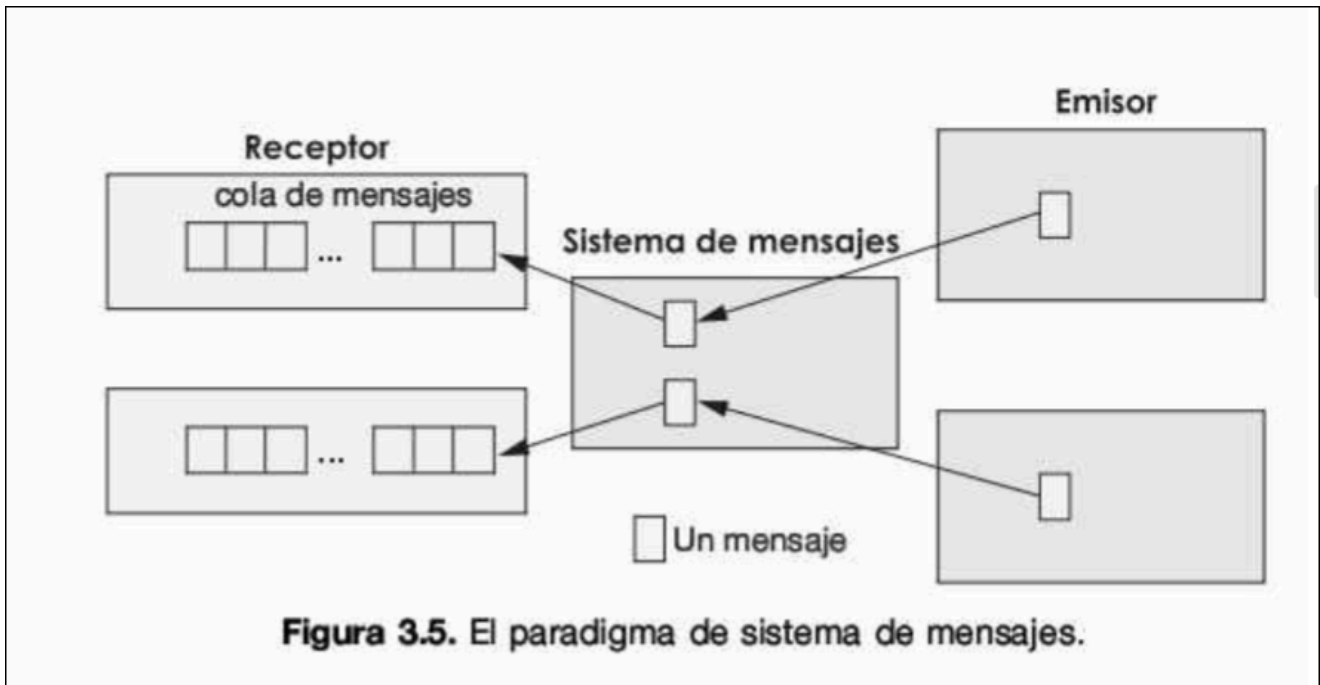 Emisor
Receptor
cola de mensajes
...
Sistema de mensajes
...
Un mensaje
Figura 3.5. El paradigma de sistema de mensajes.